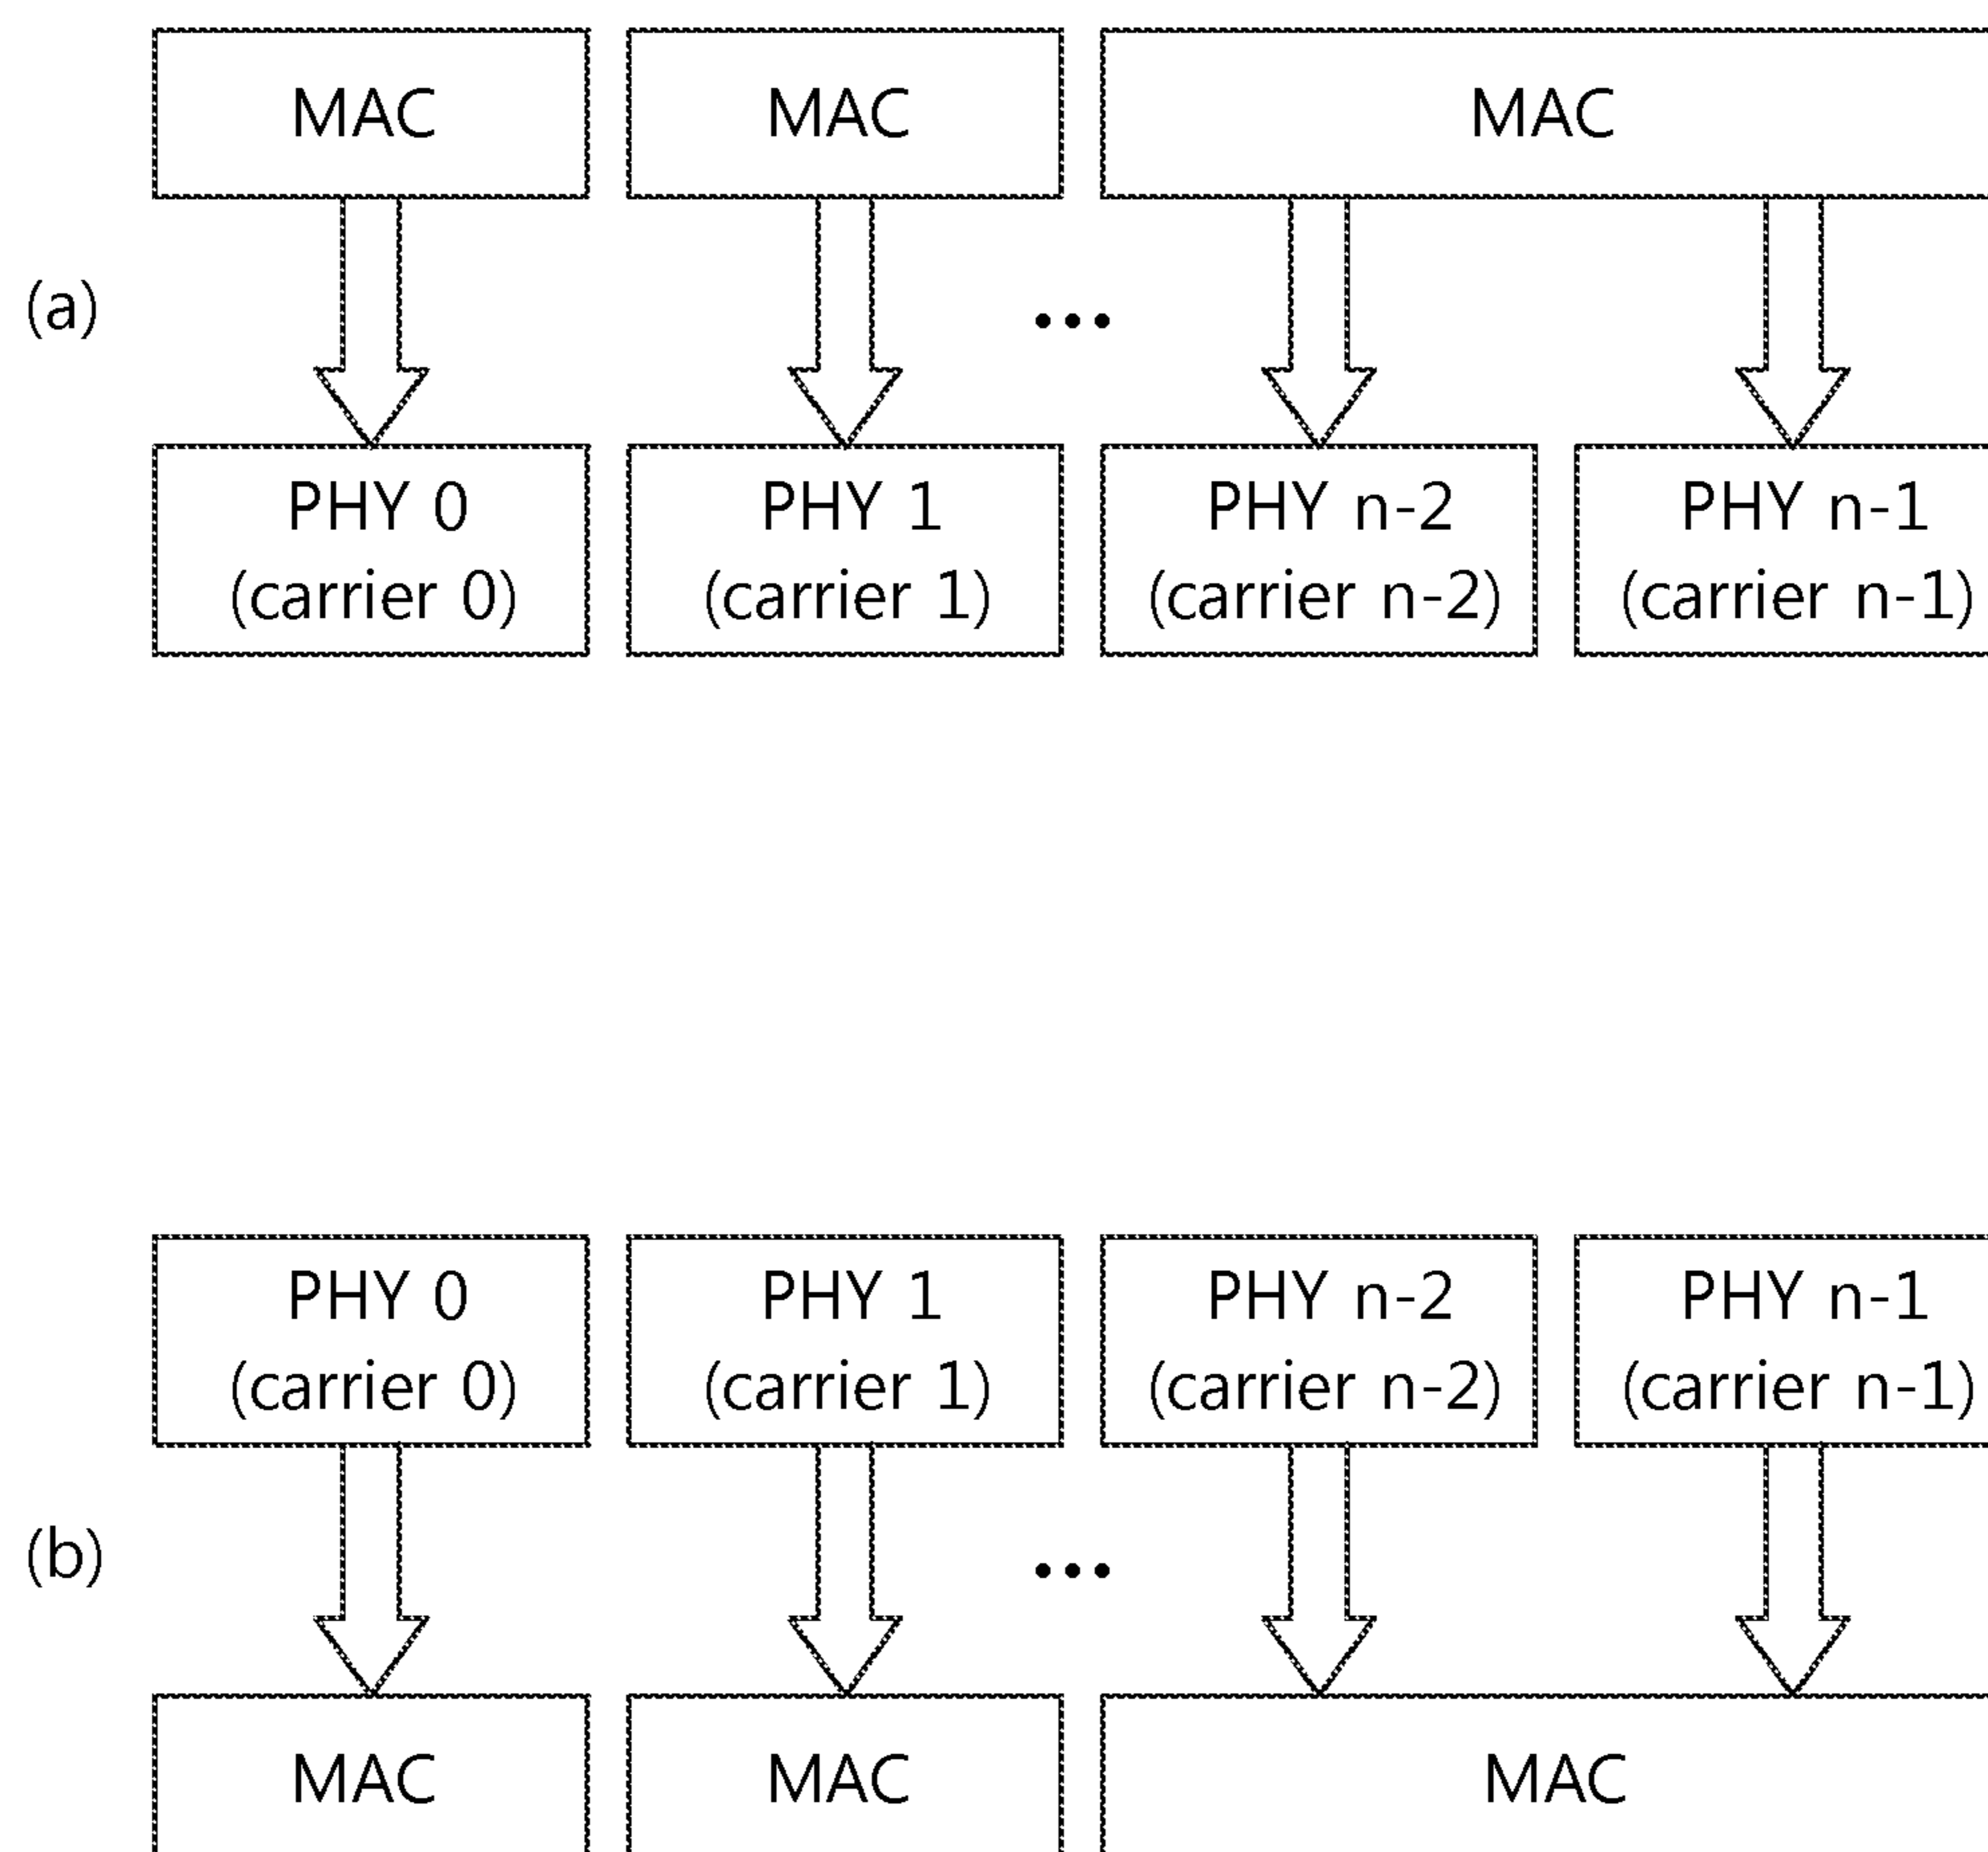 MAC MAC MAC
(a)
...
PHY 0 PHY 1 PHY n-2 PHY n-1
(carrier 0) (carrier 1) (carrier n-2) (carrier n-1)
PHY 0 PHY 1 PHY n-2 PHY n-1
(carrier 0) (carrier 1) (carrier n-2) (carrier n-1)
(b)
...
MAC MAC MAC